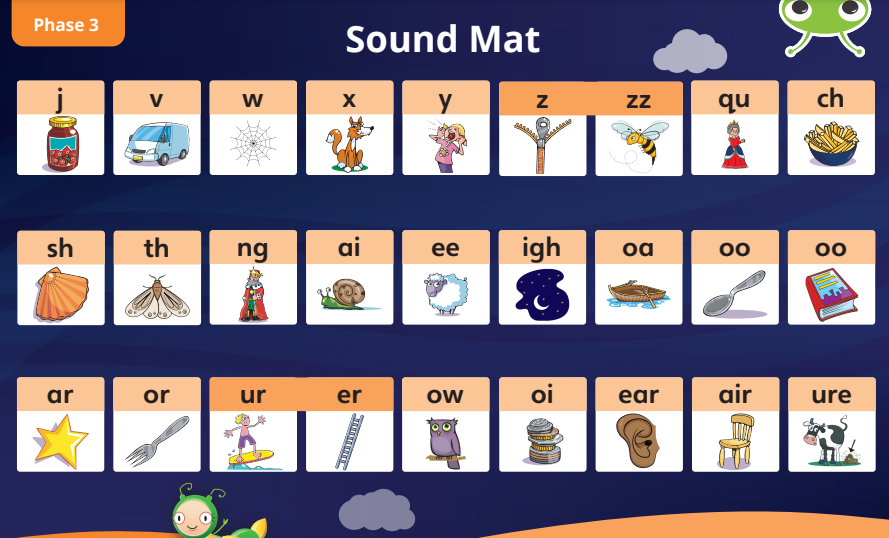 Phase 3
Sound Mat
j v w x y z zz qu ch
sh th ng ai ee igh oa oo oo
ar or ur er ow oi ear air ure